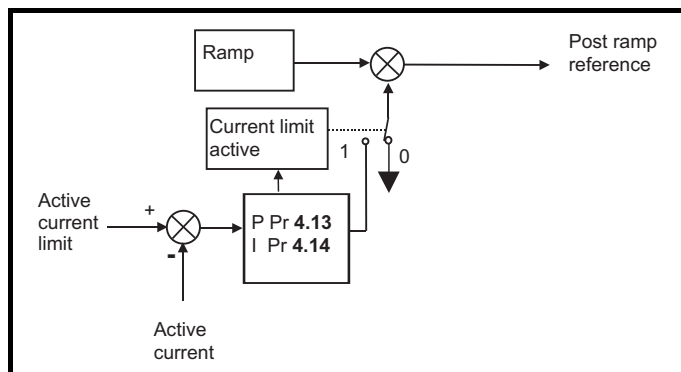 Ramp
Post ramp
reference
Current limit
active
1
0
Active
current
limit
+
-
P Pr 4.13
I Pr 4.14
Active
current